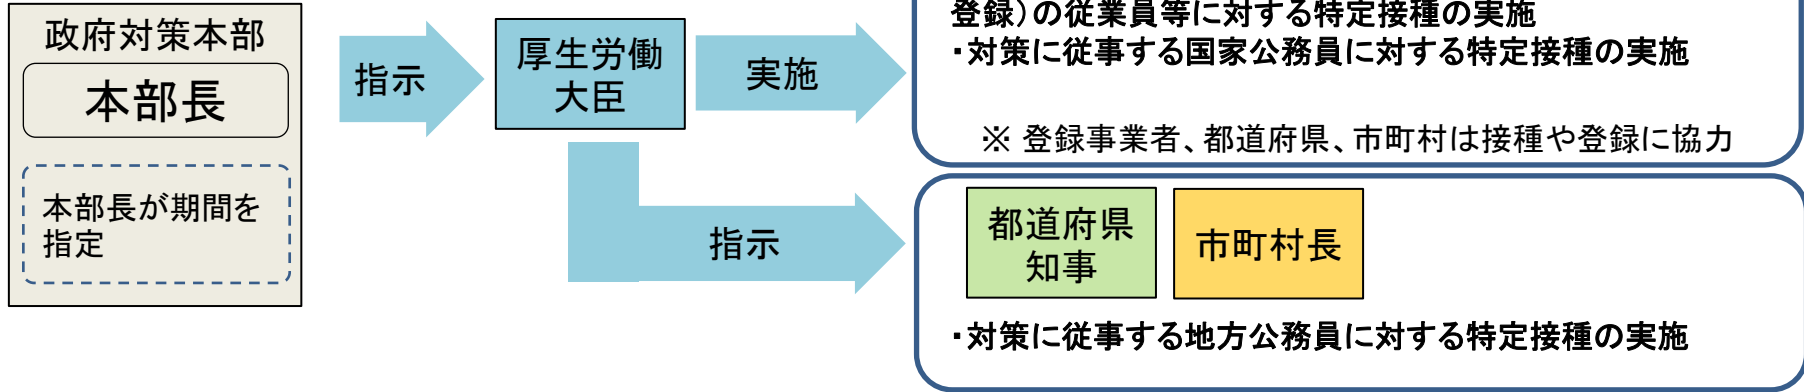 政府対策本部
本部長
本部長が期間を
指定
指示
厚生労働
大臣
実施
登録）の従業員等に対する特定接種の実施
・対策に従事する国家公務員に対する特定接種の実施
※ 登録事業者、都道府県、市町村は接種や登録に協力
指示
都道府県
知事
市町村長
・対策に従事する地方公務員に対する特定接種の実施